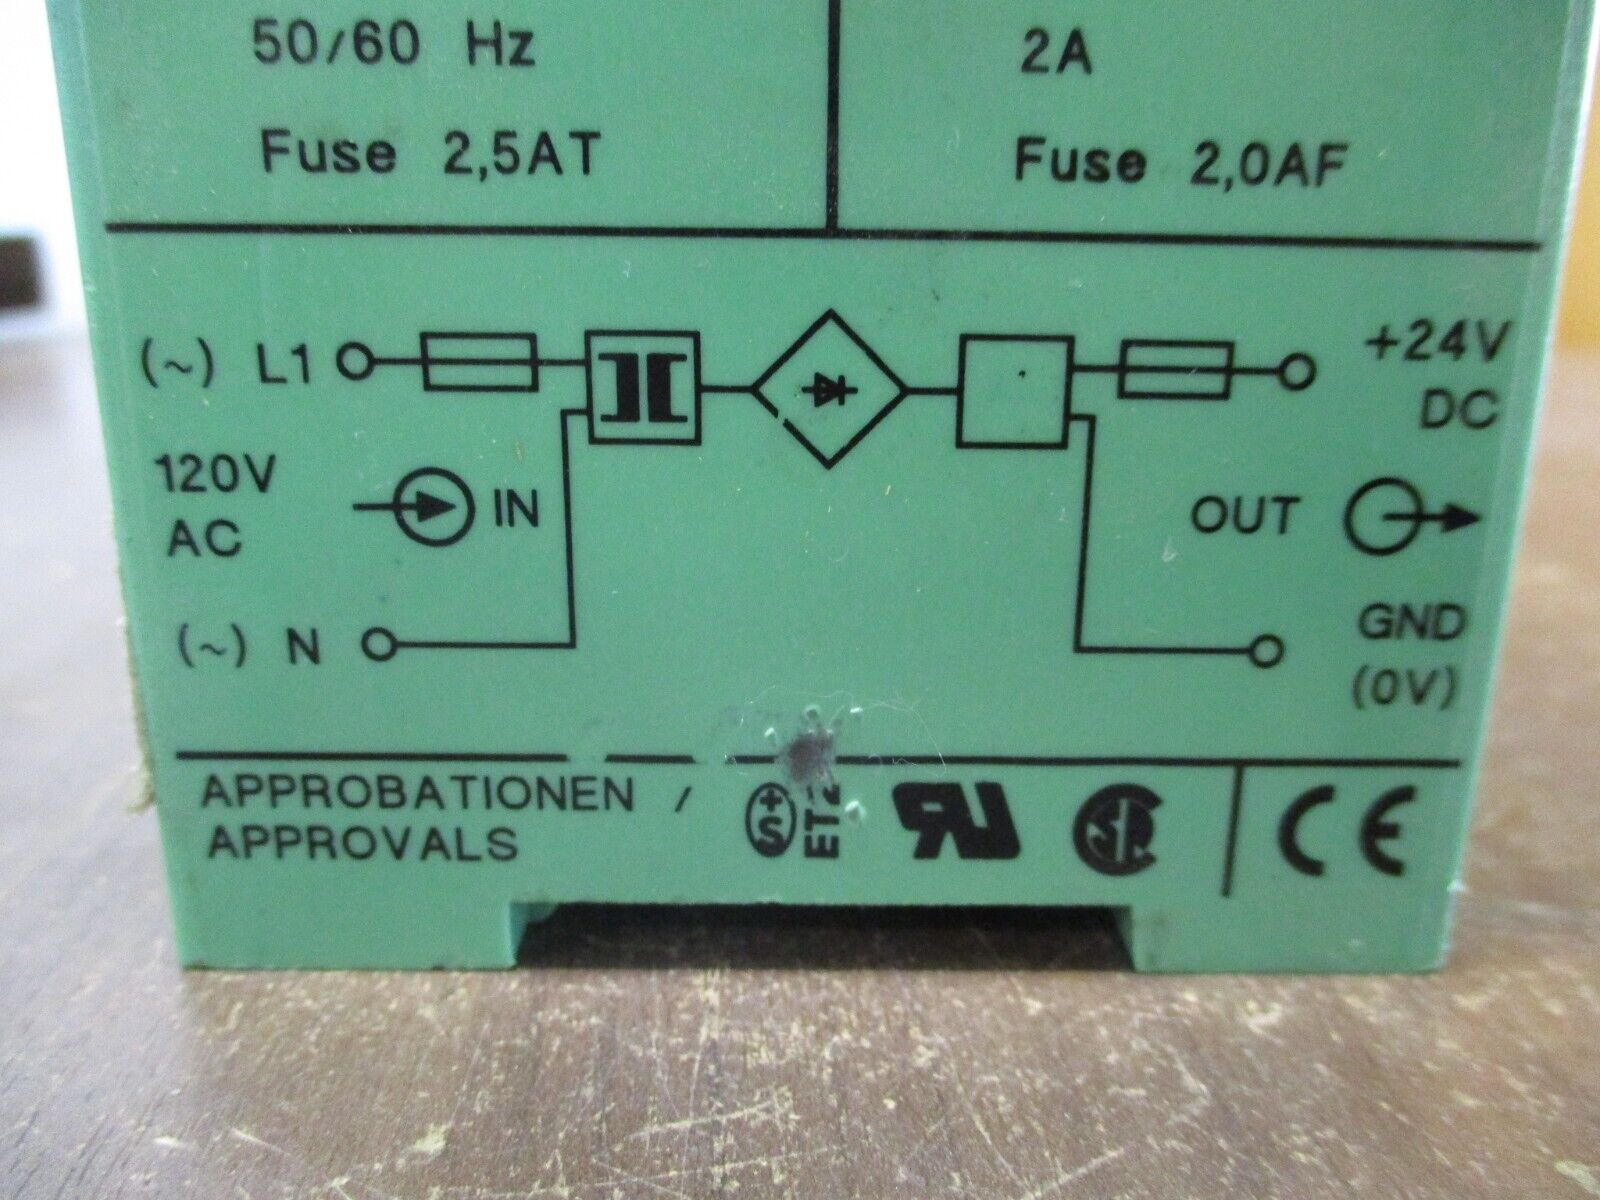 50/60 Hz
Fuse 2,5AT
2A
Fuse 2,0AF
(~) L1
120V
AC
IN
(~) N
+24V
DC
OUT
GND
(0V)
APPROBATIONEN /
APPROVALS
+S
CE